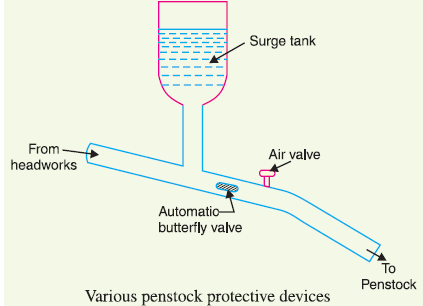 Surge tank
From
headworks
Air valve
Automatic
butterfly valve
To
Penstock
Various penstock protective devices